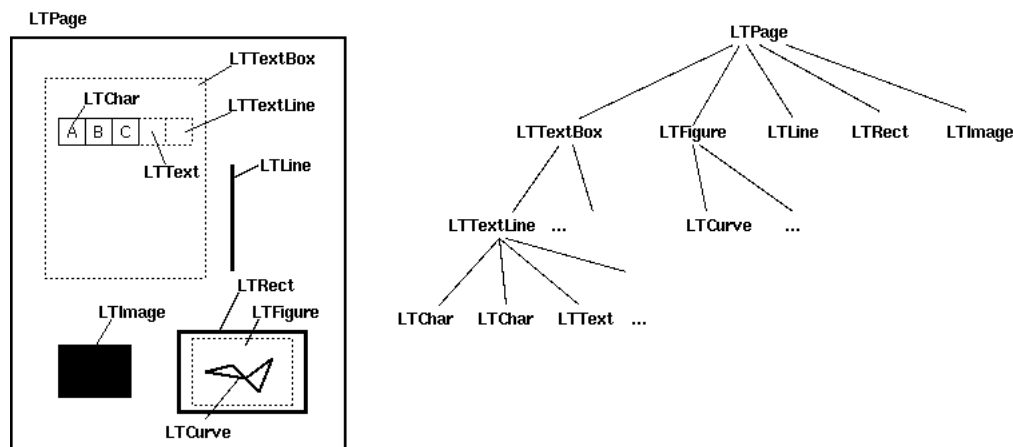 LTPage
LTTextBox
LTChar
LTTextLine
A B C
LTText
LTLine
LTRect
LTImage
LTFigure
LTCurve
LTPage
LTTextBox LTFigure LTLine LTRect LTImage
LTTextLine ... LTCurve ...
LTChar LTChar LTText ...